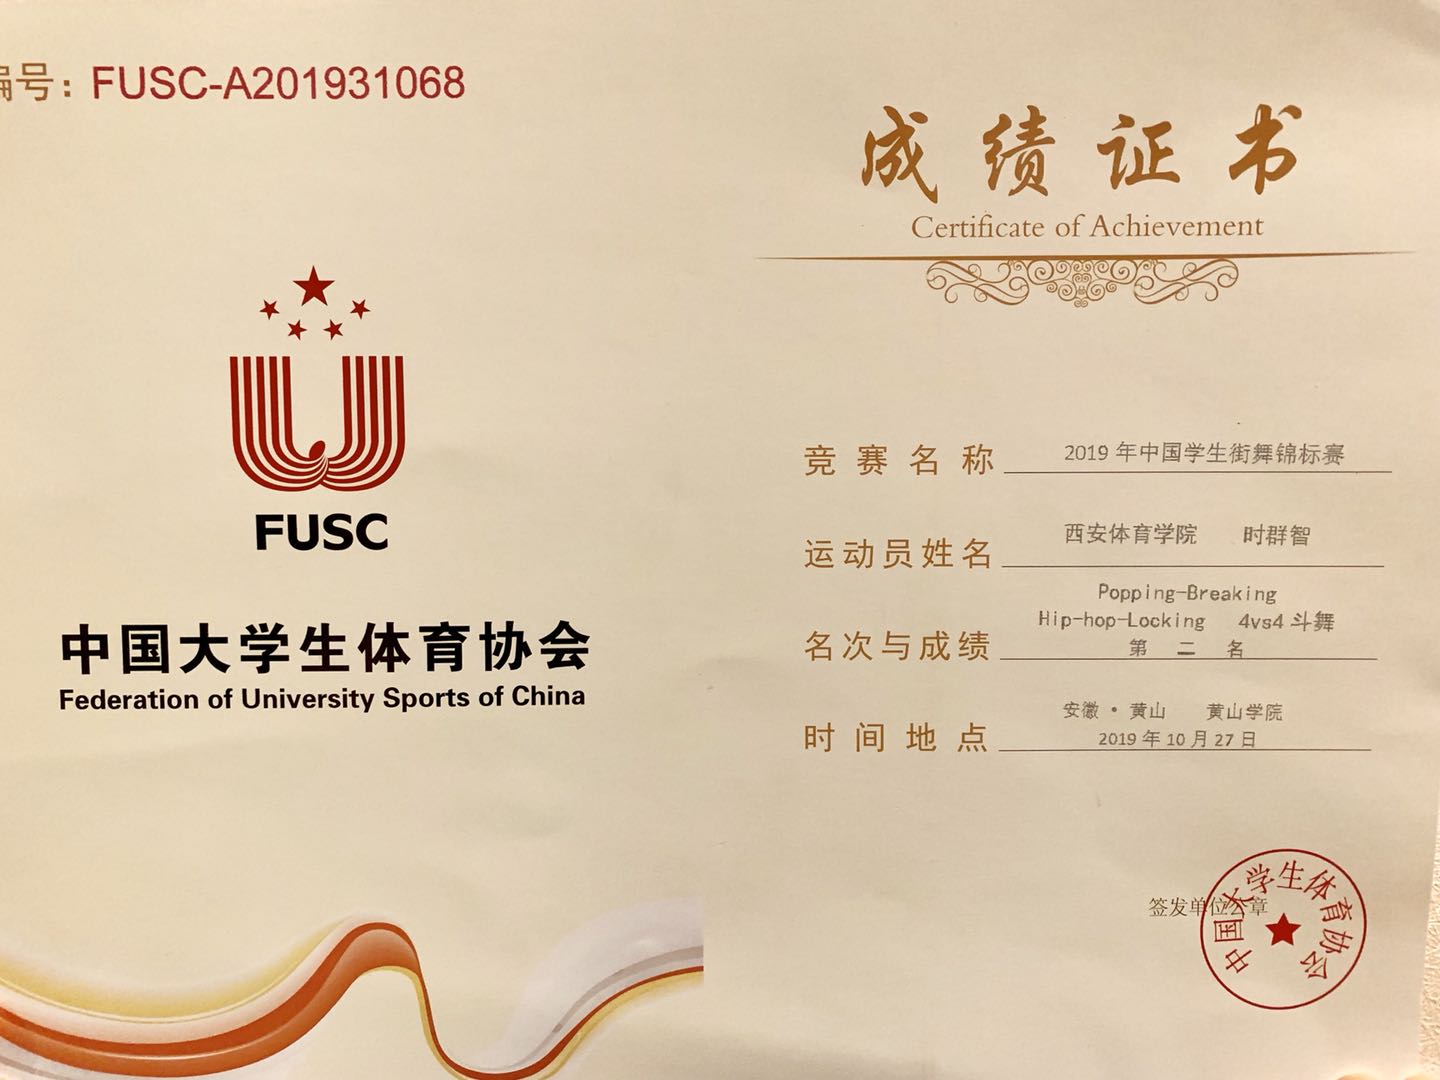 编号：FUSC-A201931068
FUSC
中国大学生体育协会
Federation of University Sports of China
成绩证书
Certificate of Achievement
竞赛名称 2019年中国学生街舞锦标赛
运动员姓名 西安体育学院 时群智
Popping-Breaking
Hip-hop-Locking 4vs4斗舞
名次与成绩 第二名
安徽·黄山 黄山学院
时间地点 2019年10月27日
签发单位公章
中国大学生体育协会